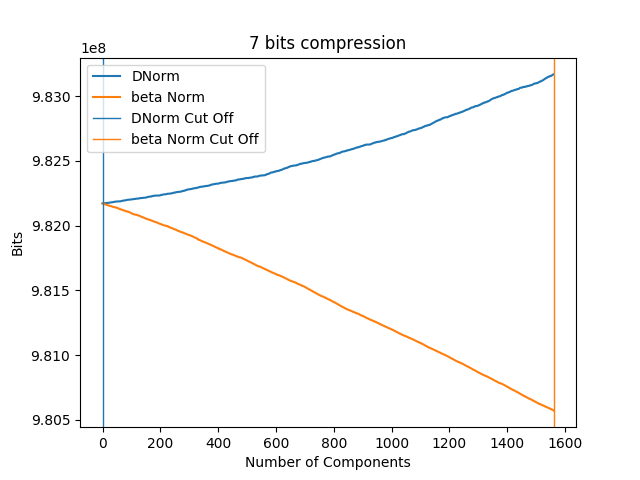 7 bits compression
1e8
DNorm
beta Norm
DNorm Cut Off
beta Norm Cut Off
9.830
9.825
9.820
9.815
9.810
9.805
Bits
0 200 400 600 800 1000 1200 1400 1600
Number of Components